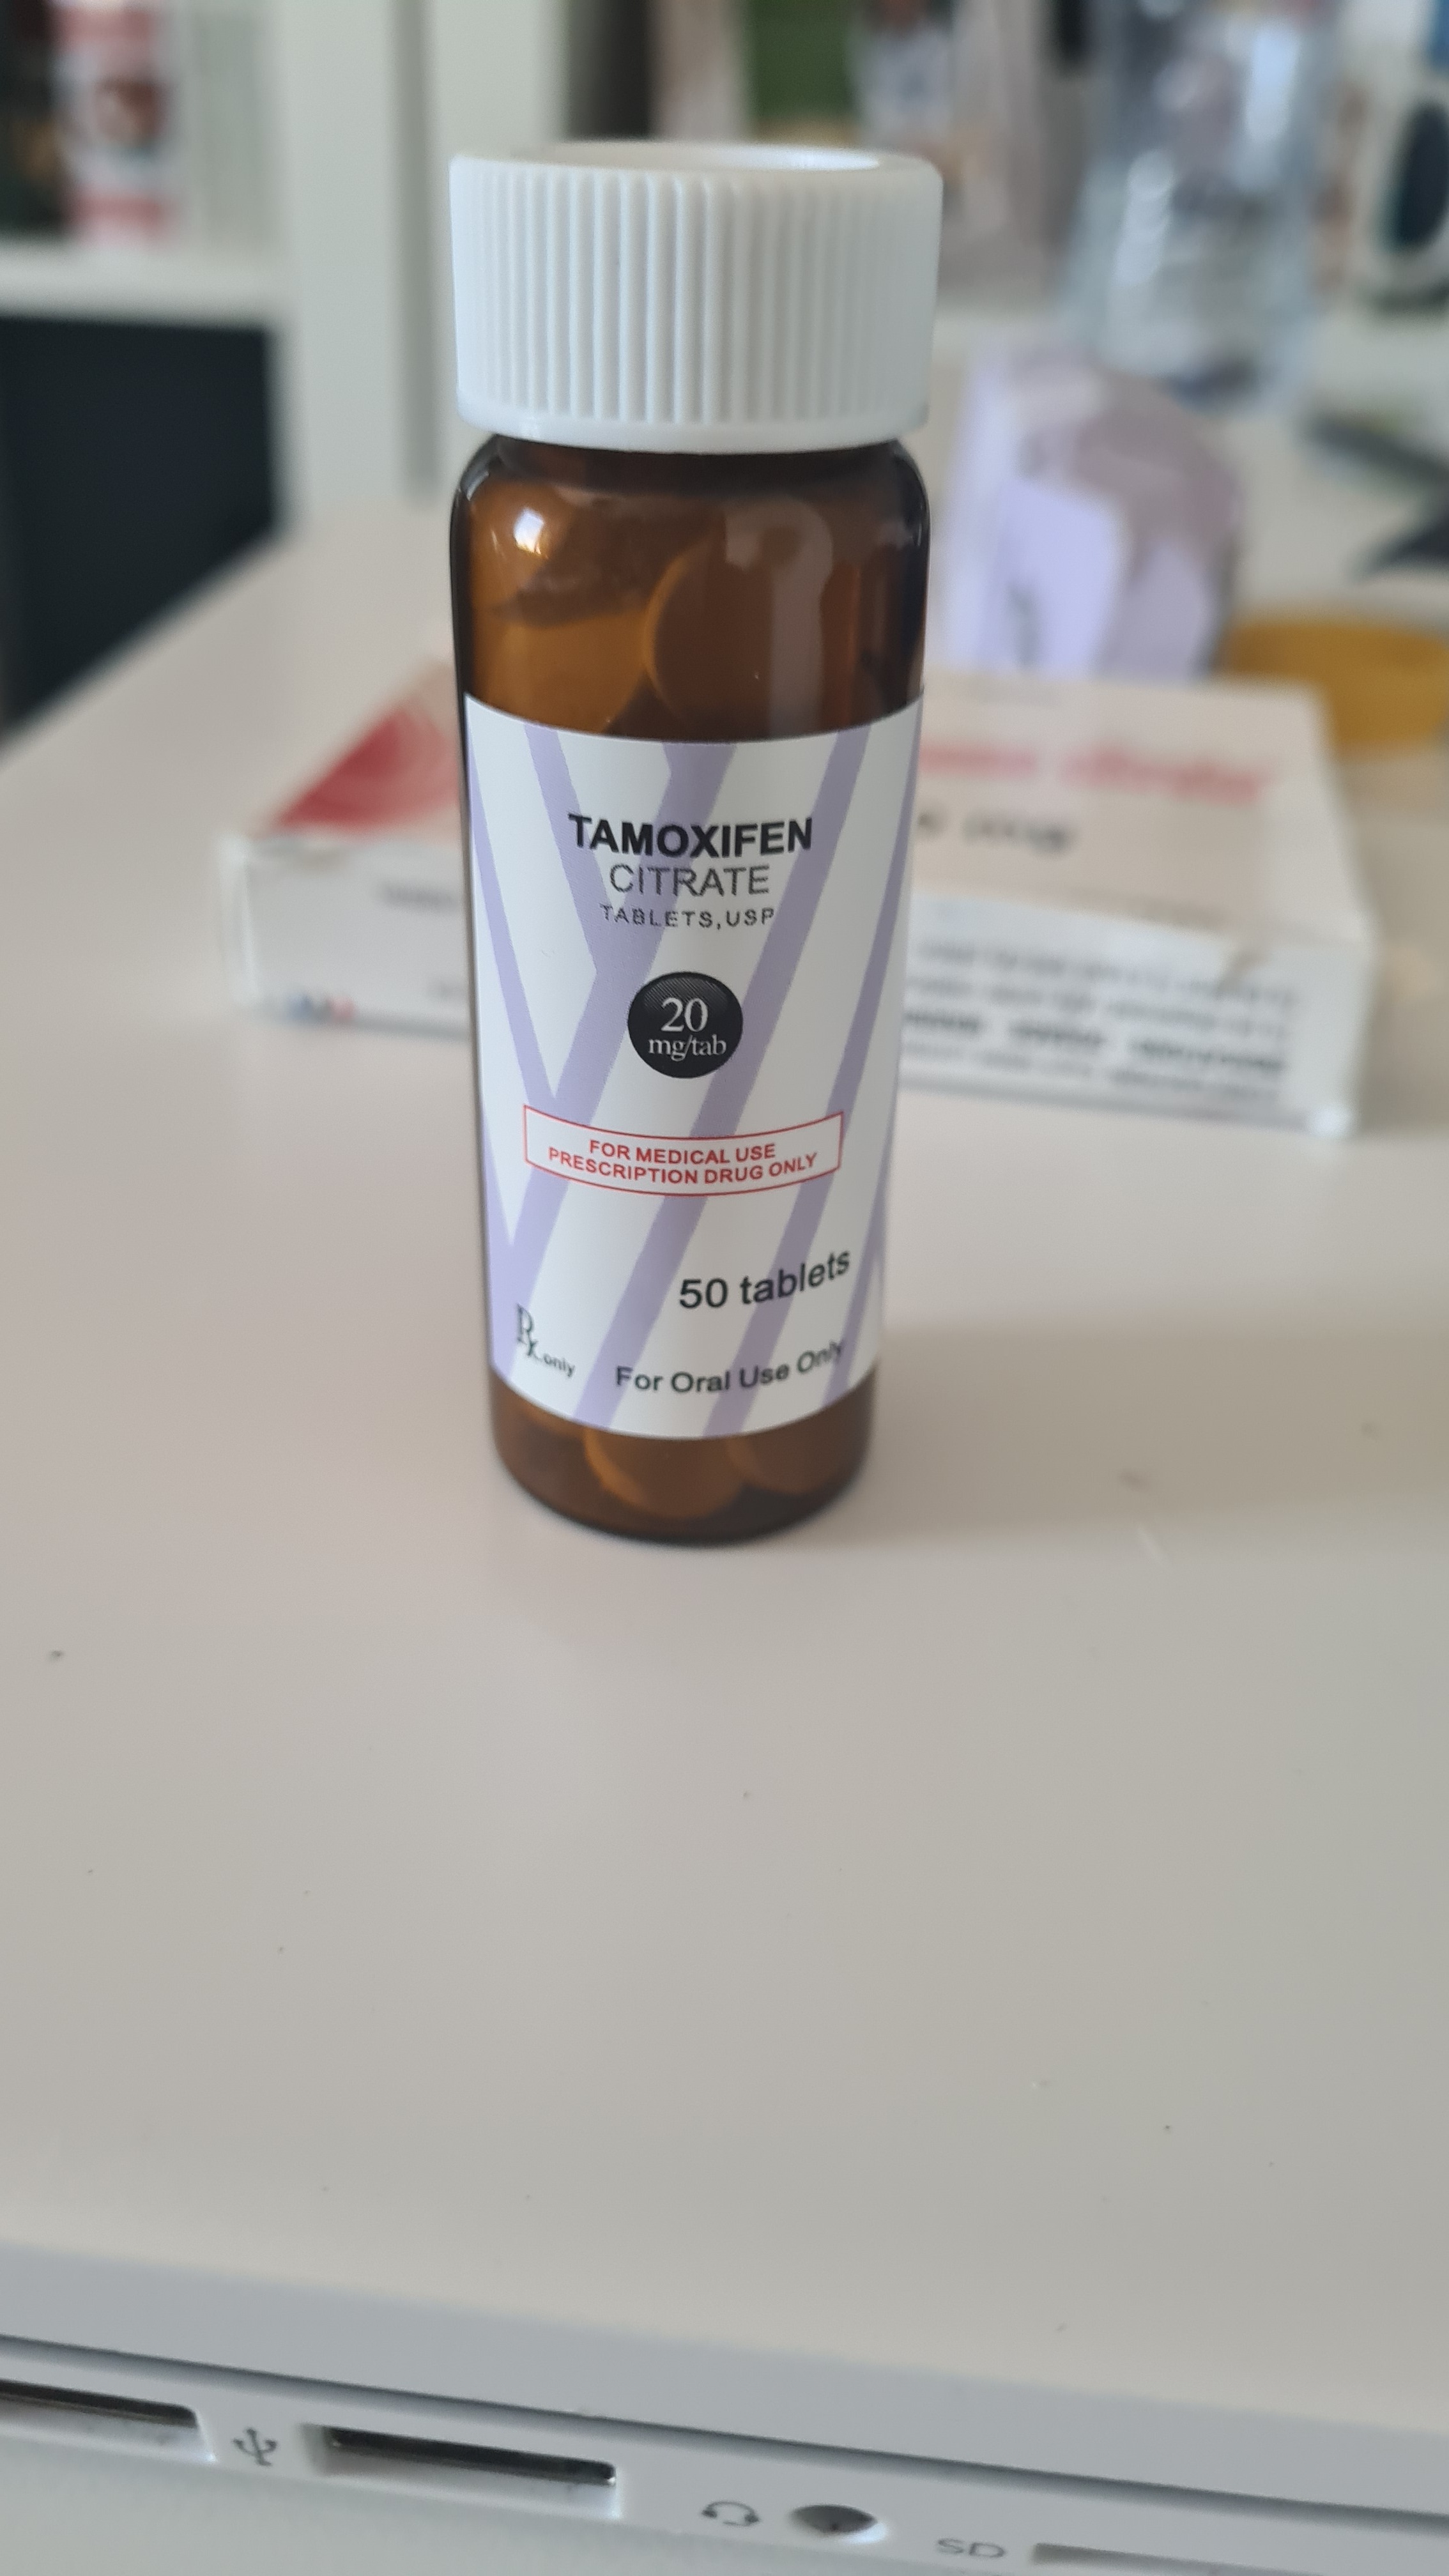 TAMOXIFEN
CITRATE
TABLETS,USP
20
mg/tab
FOR MEDICAL USE
PRESCRIPTION DRUG ONLY
50 tablets
Rx only
For Oral Use Only
SD